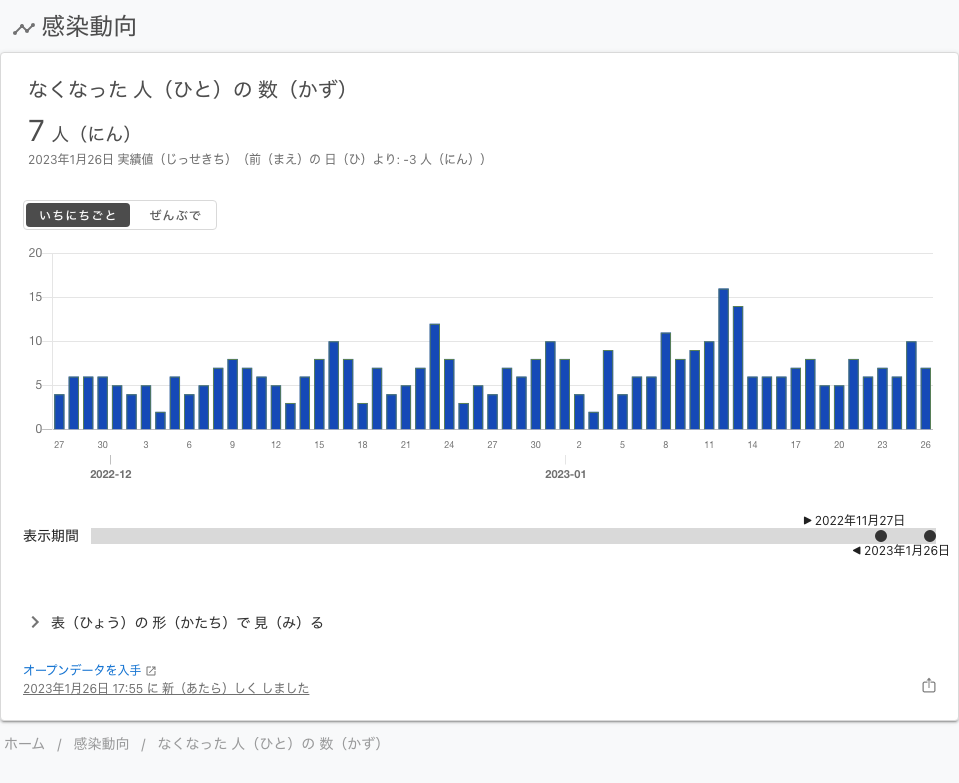 感染動向
なくなった 人（ひと）の 数（かず）
7 人（にん）
2023年1月26日 実績値（じっせきち）（前（まえ）の 日（ひ）より: -3 人（にん））
いちにちごと ぜんぶで
20
15
10
5
0
27 30 3 6 9 12 15 18 21 24 27 30 2 5 8 11 14 17 20 23 26
2022-12 2023-01
2022年11月27日
表示期間
2023年1月26日
表（ひょう）の 形（かたち）で 見（み）る
オープンデータを入手
2023年1月26日 17:55 に 新（あたら）しく しました
ホーム / 感染動向 / なくなった 人（ひと）の 数（かず）